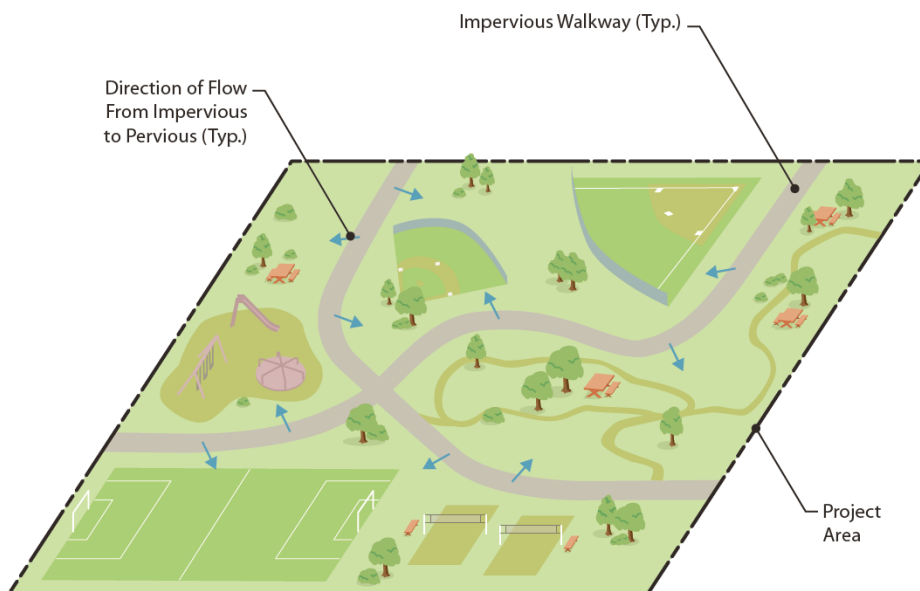 Impervious Walkway (Typ.)
Direction of Flow
From Impervious
to Pervious (Typ.)
Project
Area